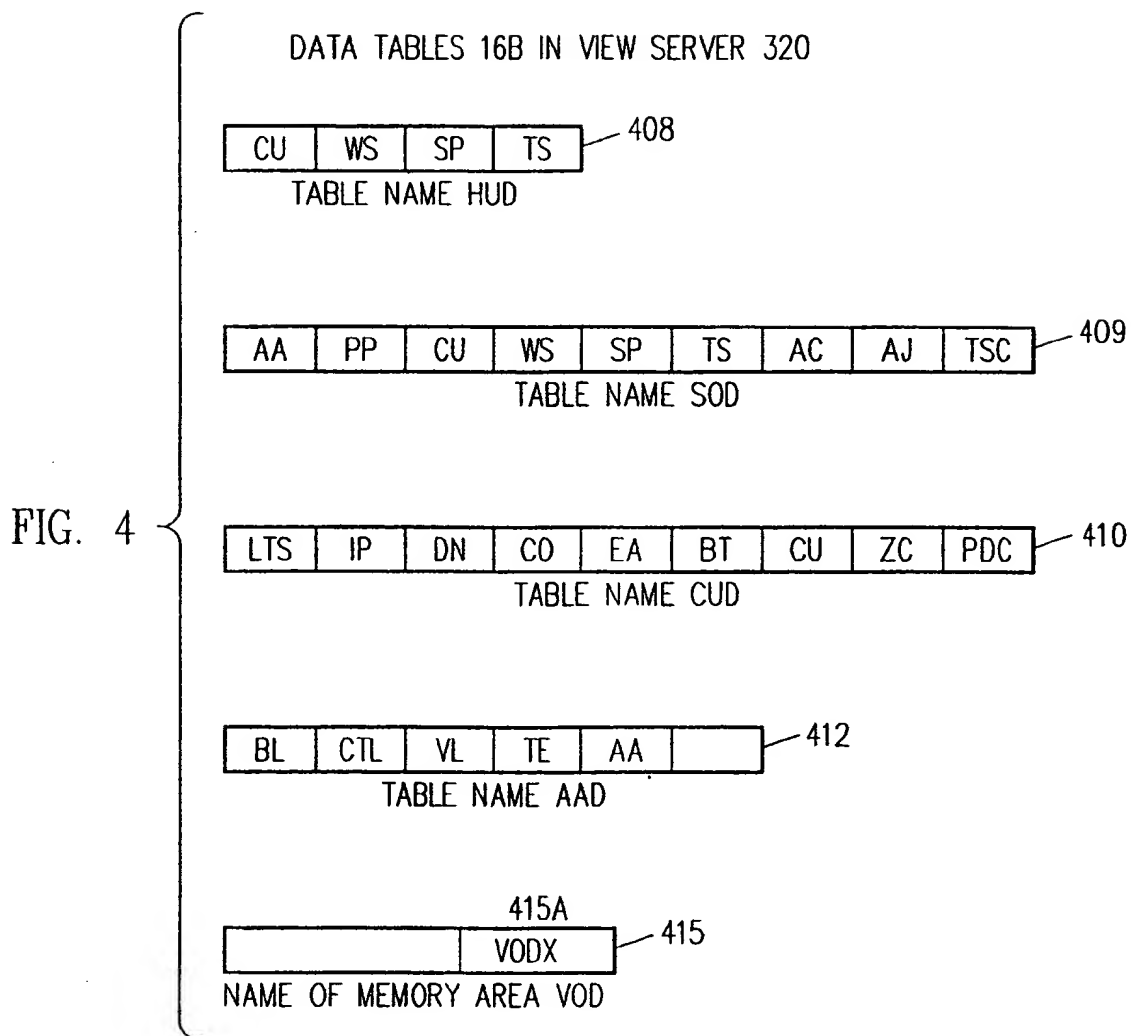 DATA TABLES 16B IN VIEW SERVER 320
CU WS SP TS 408
TABLE NAME HUD
AA PP CU WS SP TS AC AJ TSC 409
TABLE NAME SOD
FIG. 4
LTS IP DN CO EA BT CU ZC PDC 410
TABLE NAME CUD
BL CTL VL TE AA 412
TABLE NAME AAD
415A
VODX 415
NAME OF MEMORY AREA VOD